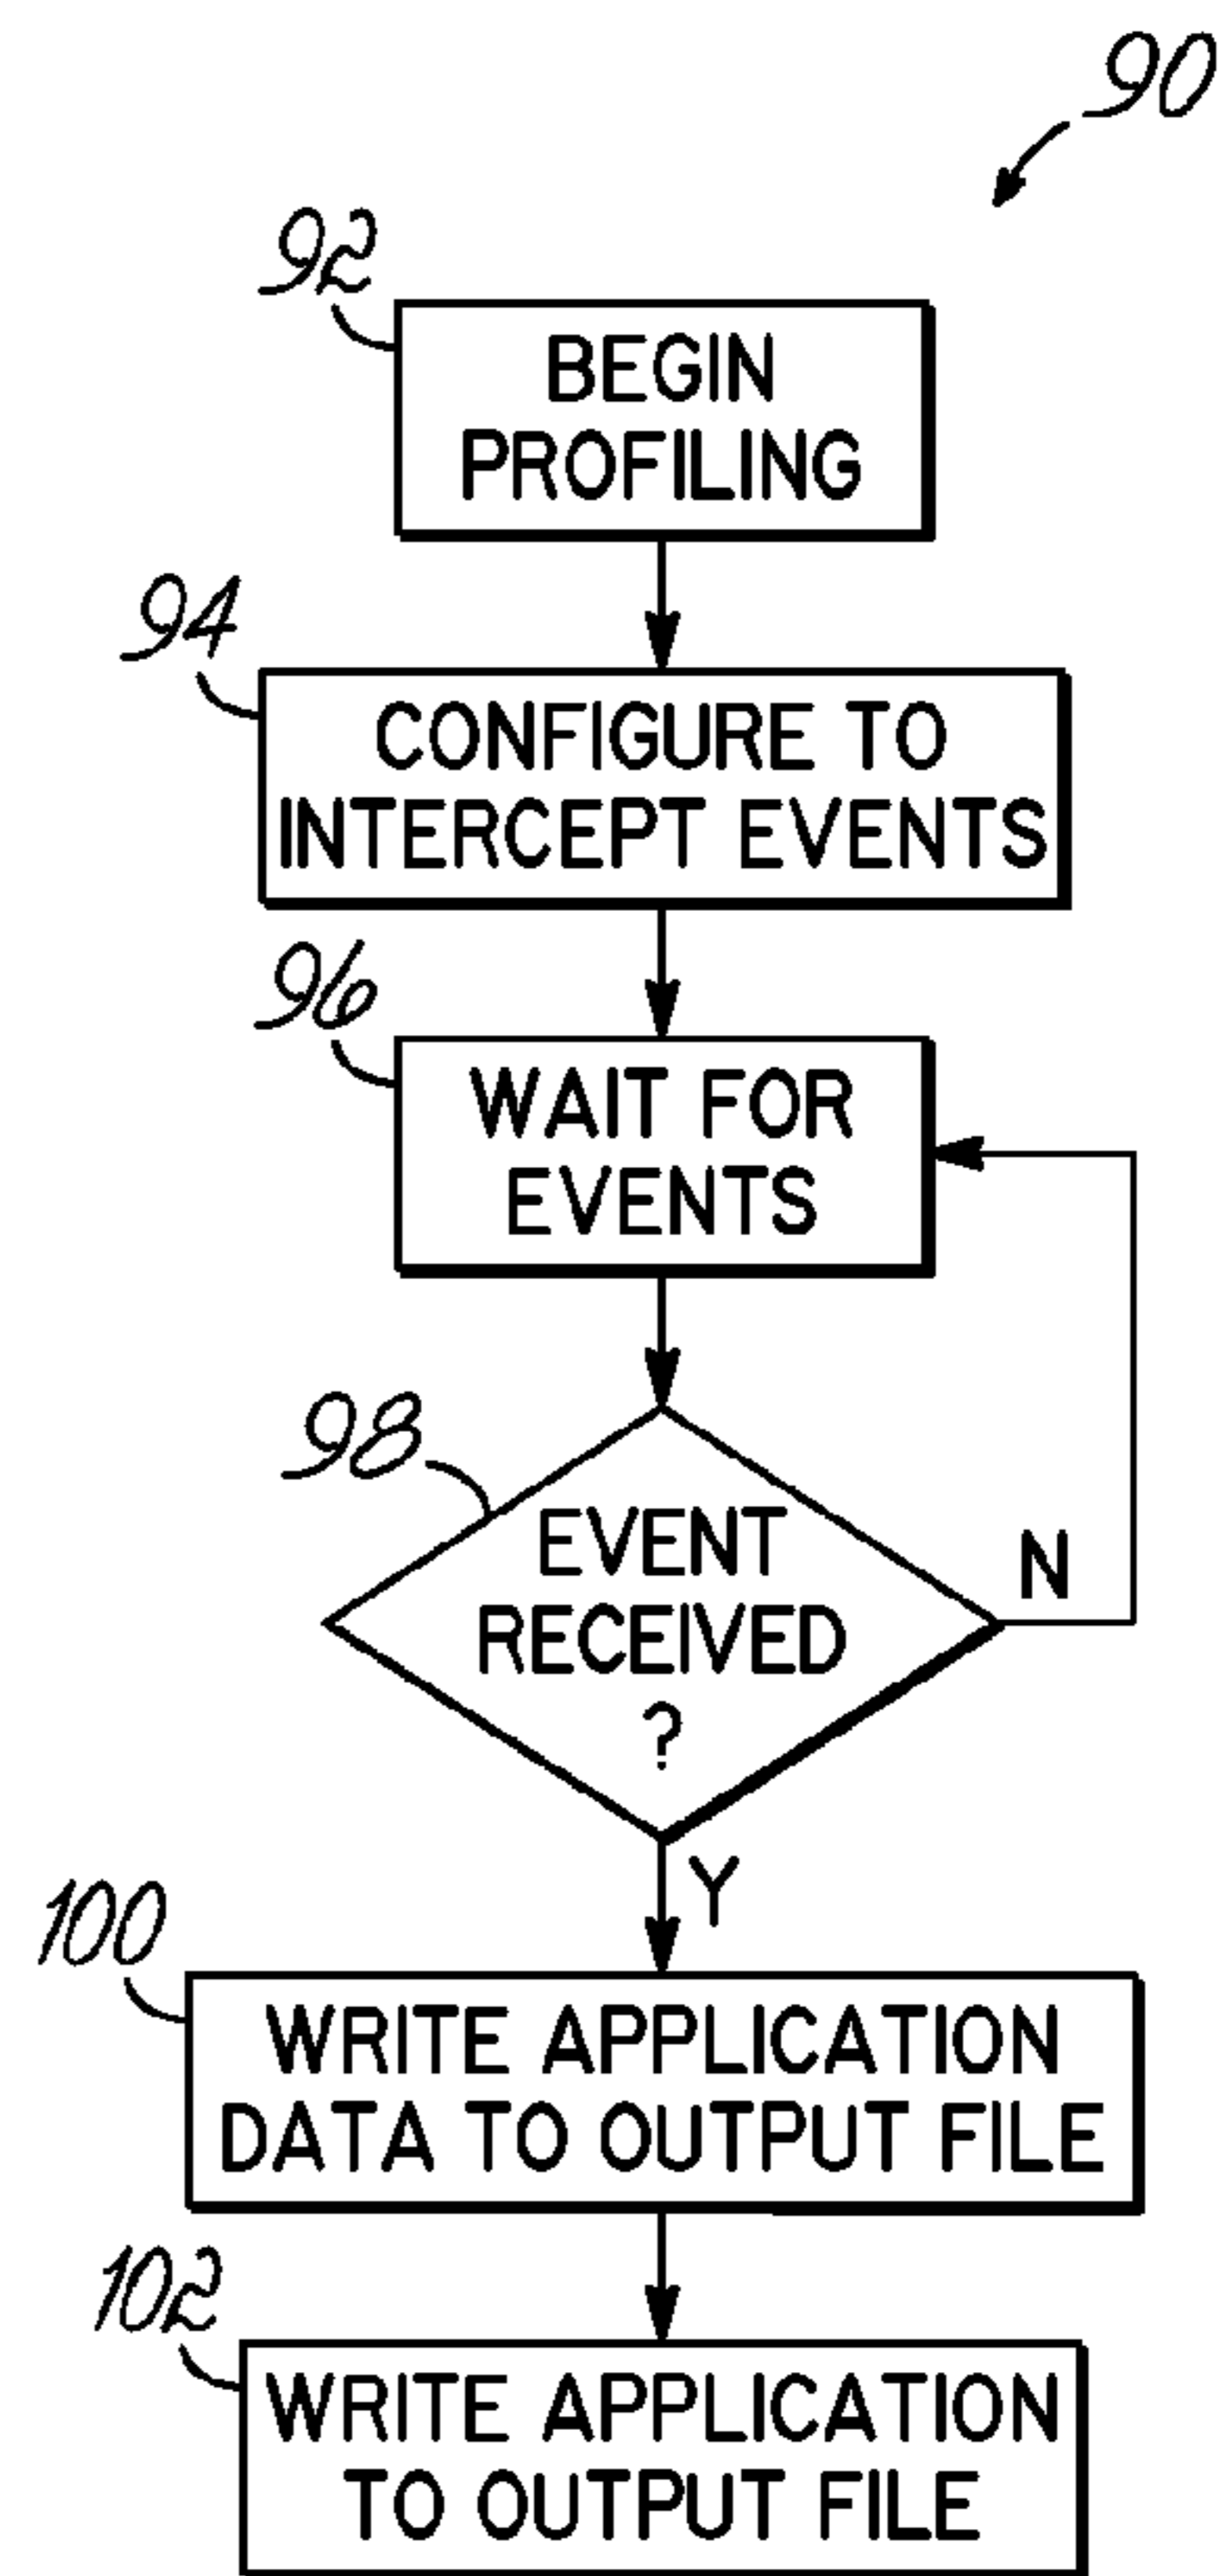 90
92
BEGIN
PROFILING
94
CONFIGURE TO
INTERCEPT EVENTS
96
WAIT FOR
EVENTS
98
EVENT
RECEIVED
?
N
Y
100
WRITE APPLICATION
DATA TO OUTPUT FILE
102
WRITE APPLICATION
TO OUTPUT FILE